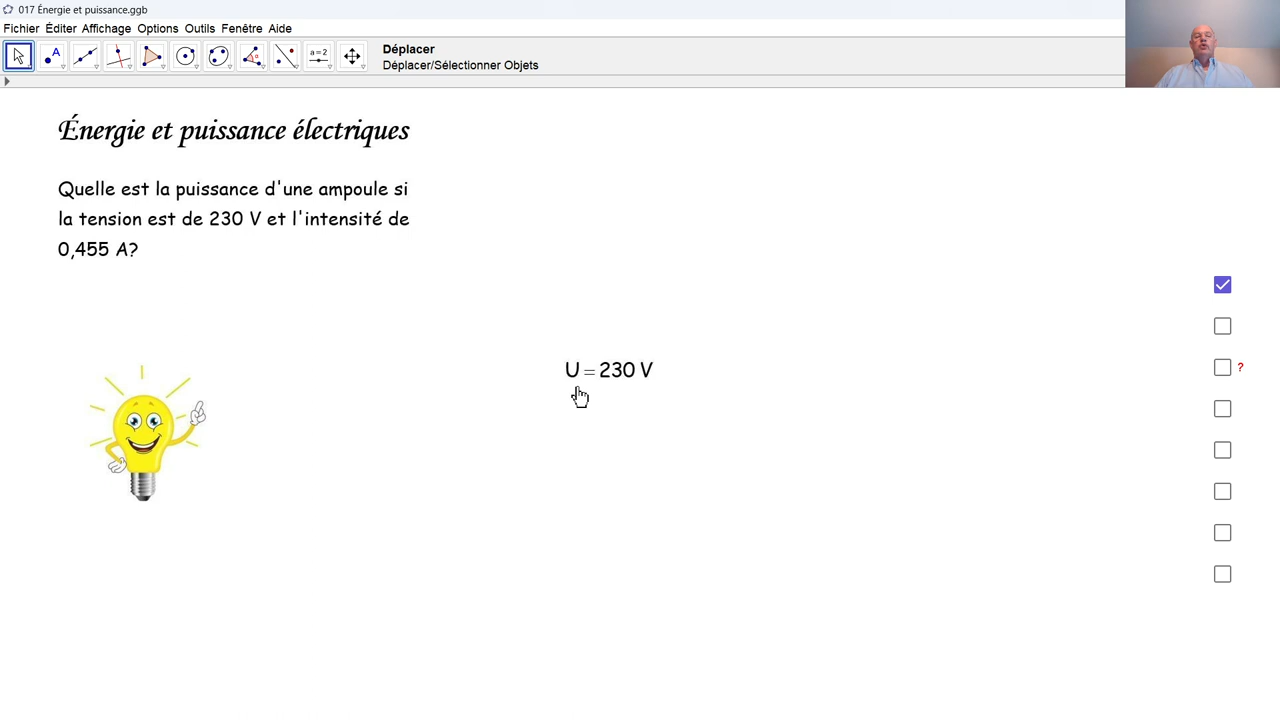 017 Énergie et puissance.ggb
Fichier Éditer Affichage Options Outils Fenêtre Aide
A
a=2
Déplacer
Déplacer/Sélectionner Objets
Énergie et puissance électriques
Quelle est la puissance d'une ampoule si
la tension est de 230 V et l'intensité de
0,455 A?
?
U = 230 V